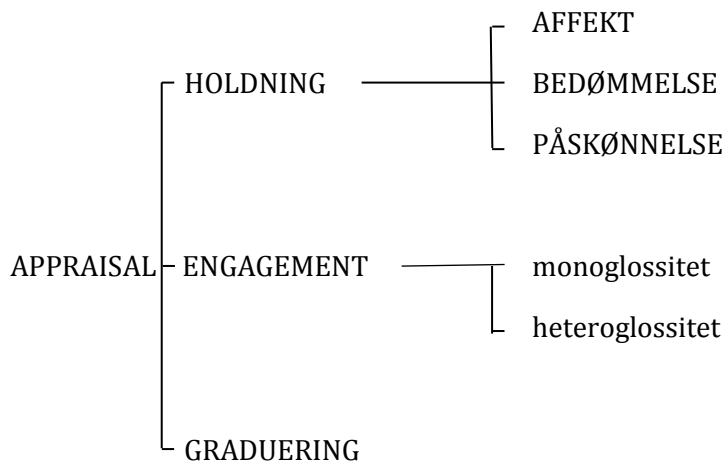 AFFEKT
HOLDNING BEDØMMELSE
PÅSKØNNELSE
APPRAISAL ENGAGEMENT monoglossitet
heteroglossitet
GRADUERING